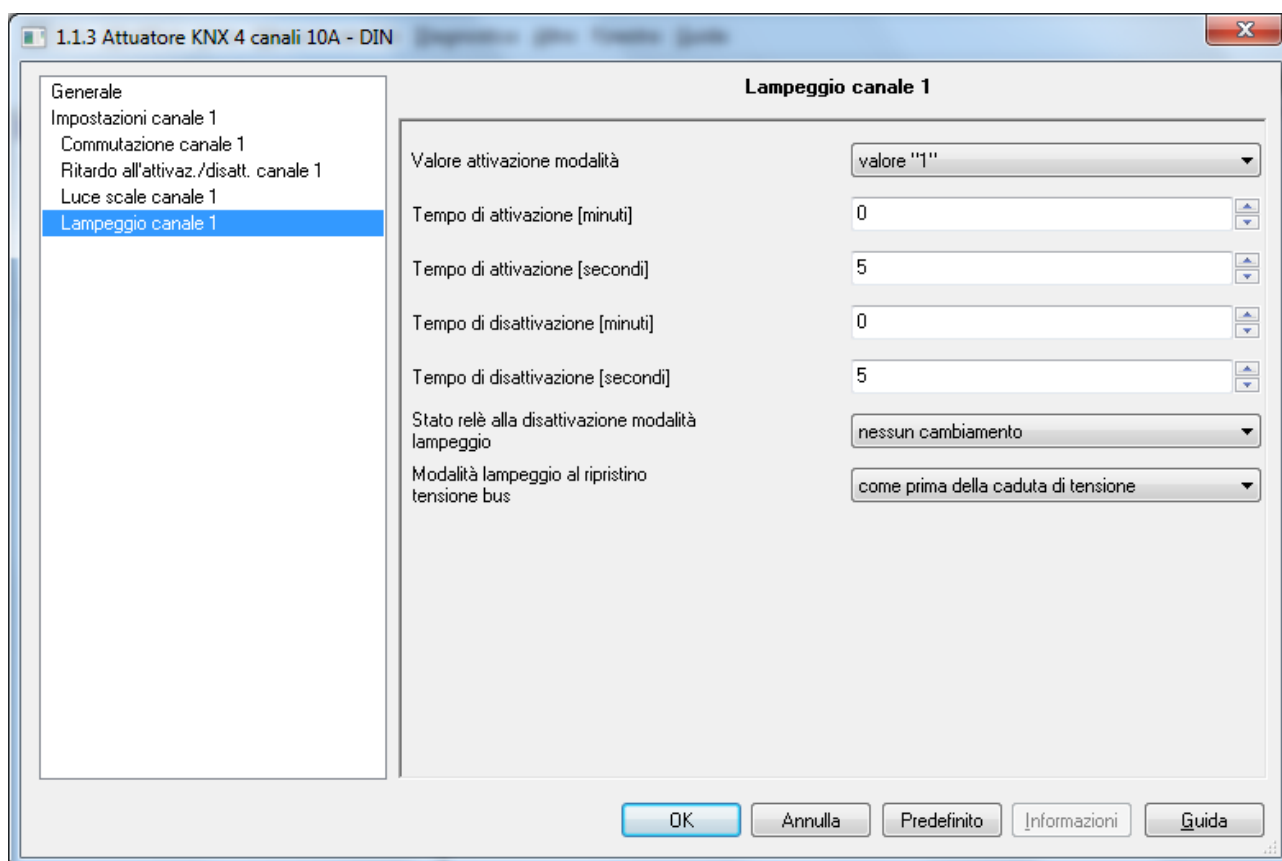 1.1.3 Attuatore KNX 4 canali 10A - DIN
Generale
Impostazioni canale 1
Commutazione canale 1
Ritardo all'attivaz./disatt. canale 1
Luce scale canale 1
Lampeggio canale 1
Lampeggio canale 1
Valore attivazione modalità
valore "1"
Tempo di attivazione [minuti]
0
Tempo di attivazione [secondi]
5
Tempo di disattivazione [minuti]
0
Tempo di disattivazione [secondi]
5
Stato relè alla disattivazione modalità
lampeggio
nessun cambiamento
Modalità lampeggio al ripristino
tensione bus
come prima della caduta di tensione
OK
Annulla
Predefinito
Informazioni
Guida